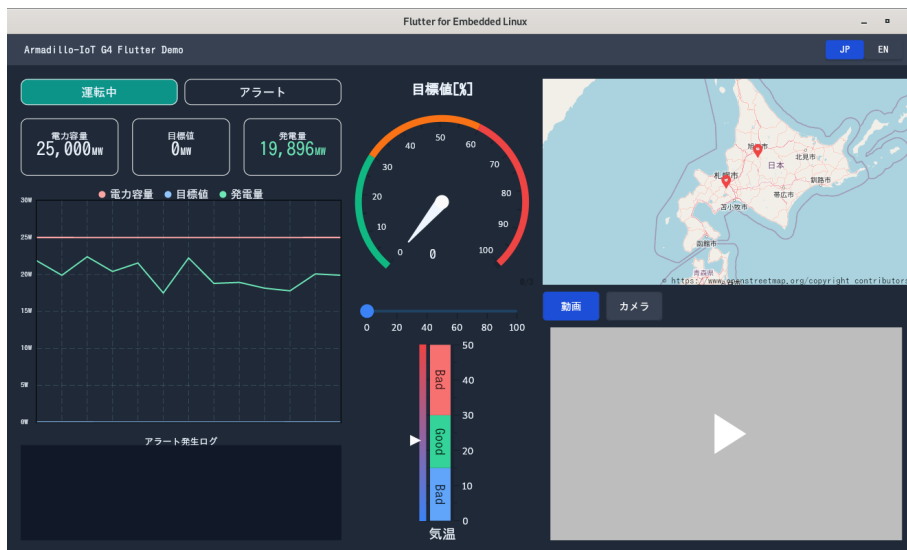 Flutter for Embedded Linux
Armadillo-IoT G4 Flutter Demo
JP
EN
運転中
アラート
電力容量
25,000MW
目標値
0MW
発電量
19,896MW
電力容量
目標値
発電量
30W
25W
20W
15W
10W
5W
0W
アラート発生ログ
目標値[%]
0
10
20
30
40
50
60
70
80
90
100
0
0 20 40 60 80 100
50
40
30
20
10
0
Bad
Good
Bad
気温
日本
北見市
札幌市
釧路市
帯広市
苫小牧市
函館市
青森県
© https://www.openstreetmap.org/copyright contributors
動画
カメラ